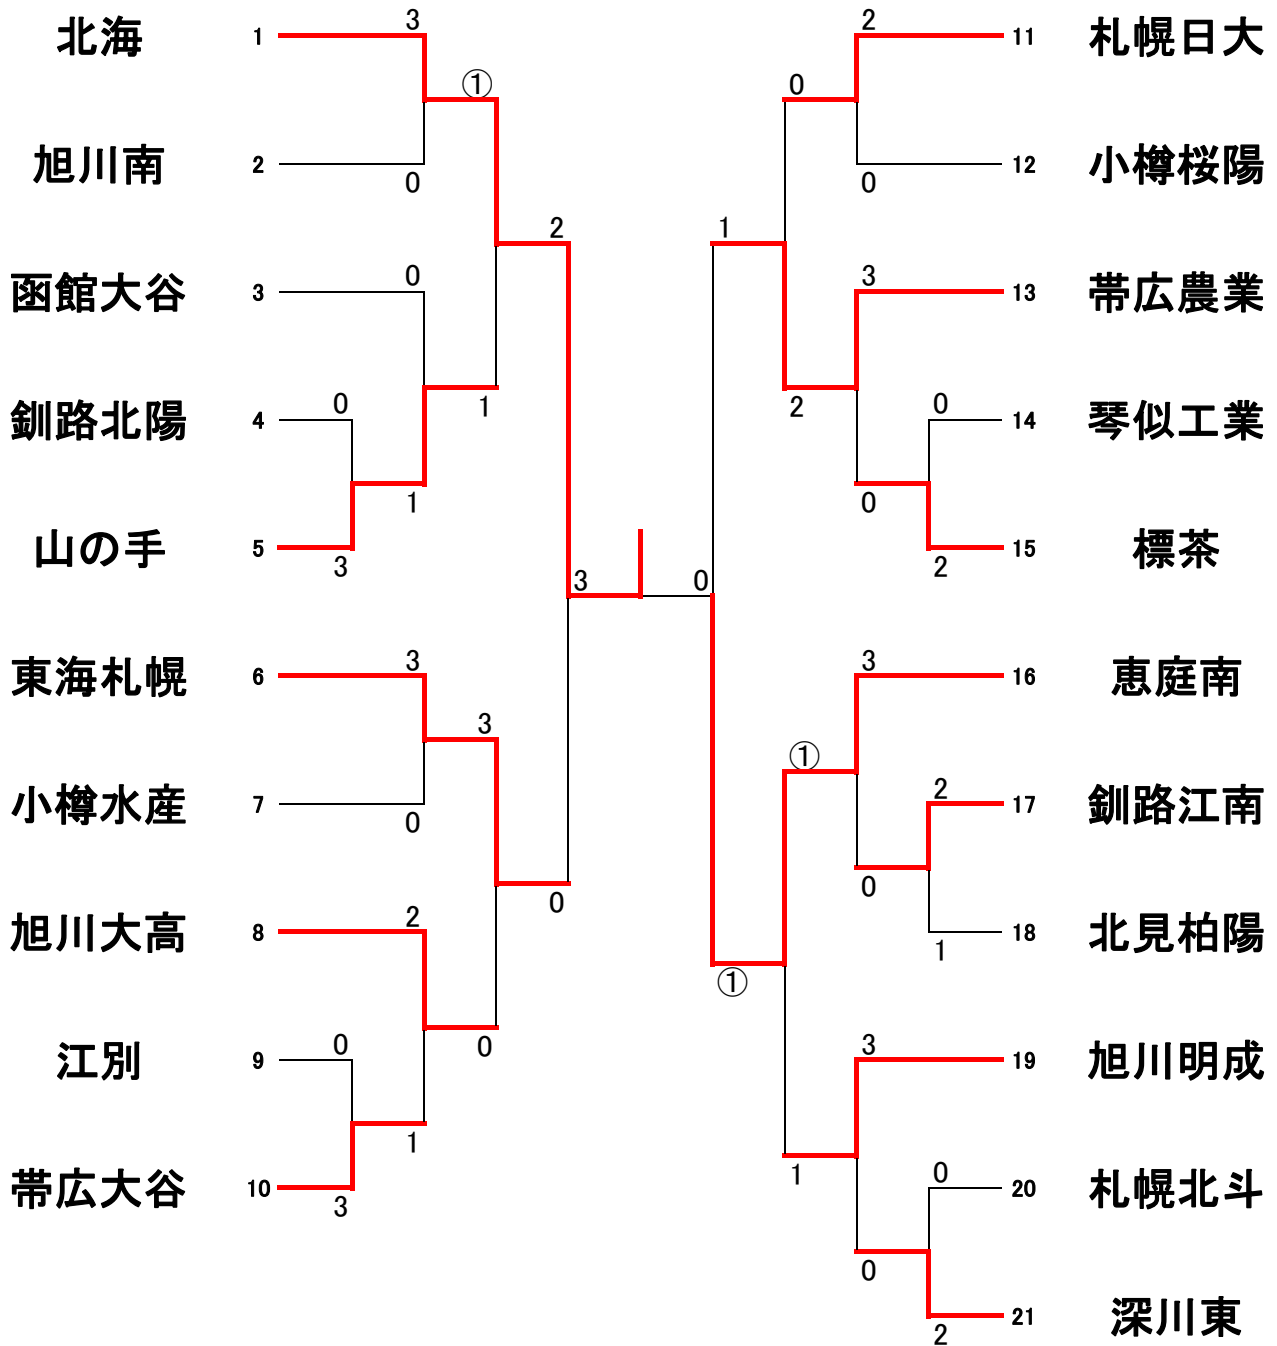 北海 1 3
①
旭川南 2 0
2
函館大谷 3 0
1
釧路北陽 4 0
1
山の手 5 3
3
東海札幌 6 3
3
小樽水産 7 0
0
旭川大高 8 2
0
江別 9 0
1
帯広大谷 10 3
2 11 札幌日大
0
0 12 小樽桜陽
1
3 13 帯広農業
2
0 14 琴似工業
0
2 15 標茶
0
3 16 恵庭南
①
2 17 釧路江南
0
1 18 北見柏陽
①
3 19 旭川明成
1
0 20 札幌北斗
0
2 21 深川東